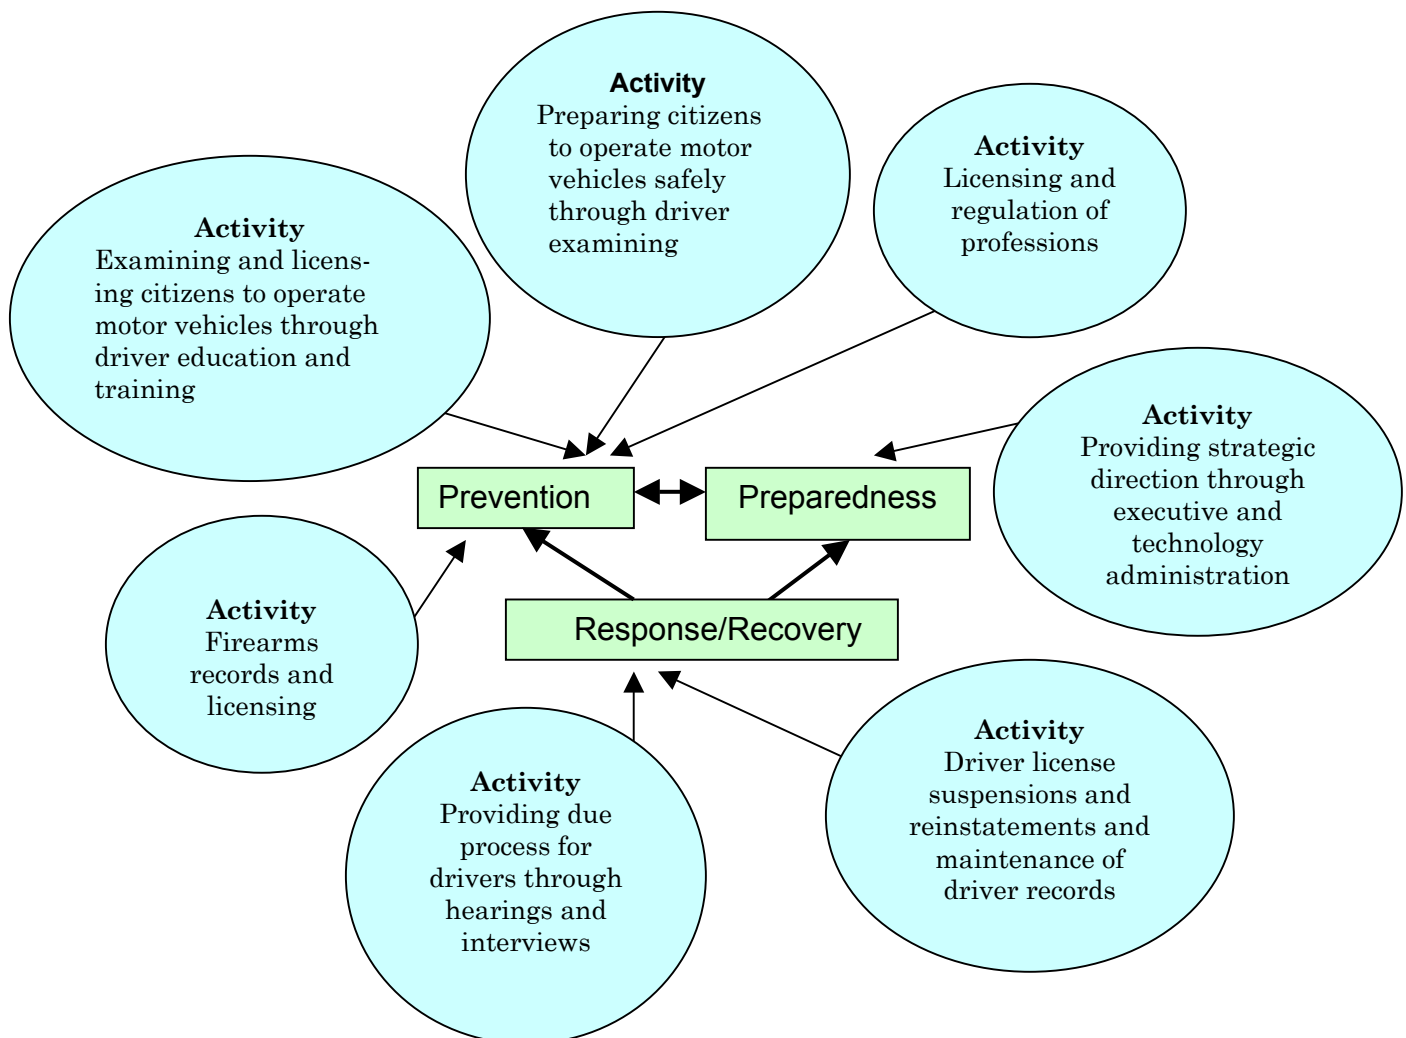 Activity
Preparing citizens
to operate motor
vehicles safely
through driver
examining
Activity
Licensing and
regulation of
professions
Activity
Examining and licens-
ing citizens to operate
motor vehicles through
driver education and
training
Activity
Providing strategic
direction through
executive and
technology
administration
Prevention
Preparedness
Response/Recovery
Activity
Firearms
records and
licensing
Activity
Providing due
process for
drivers through
hearings and
interviews
Activity
Driver license
suspensions and
reinstatements and
maintenance of
driver records